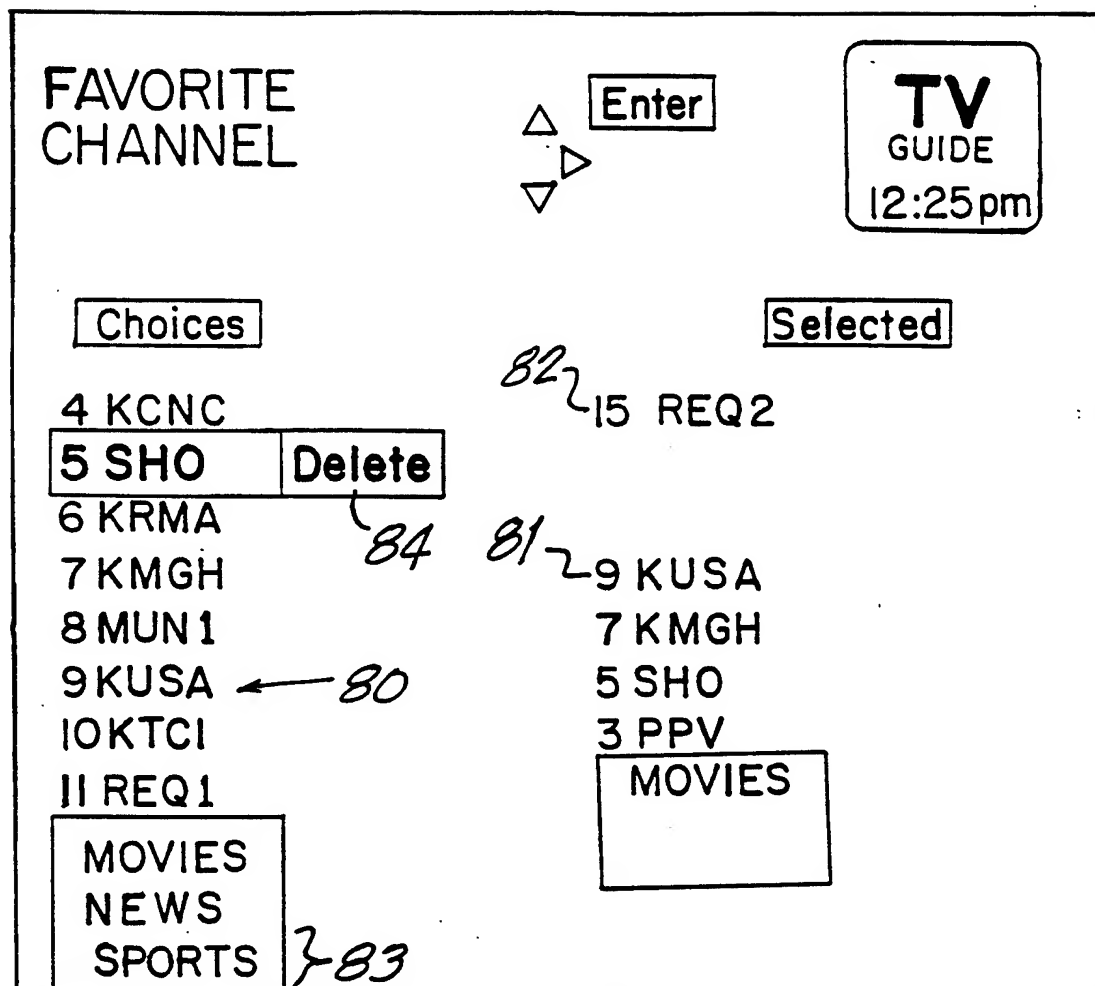 FAVORITE
CHANNEL
Enter
TV
GUIDE
12:25pm
Choices
Selected
4 KCNC
5 SHO Delete
6 KRMA
7 KMGH
8 MUN1
9 KUSA
10 KTCI
11 REQ1
MOVIES
NEWS
SPORTS
84
80
83
82
15 REQ2
81
9 KUSA
7 KMGH
5 SHO
3 PPV
MOVIES